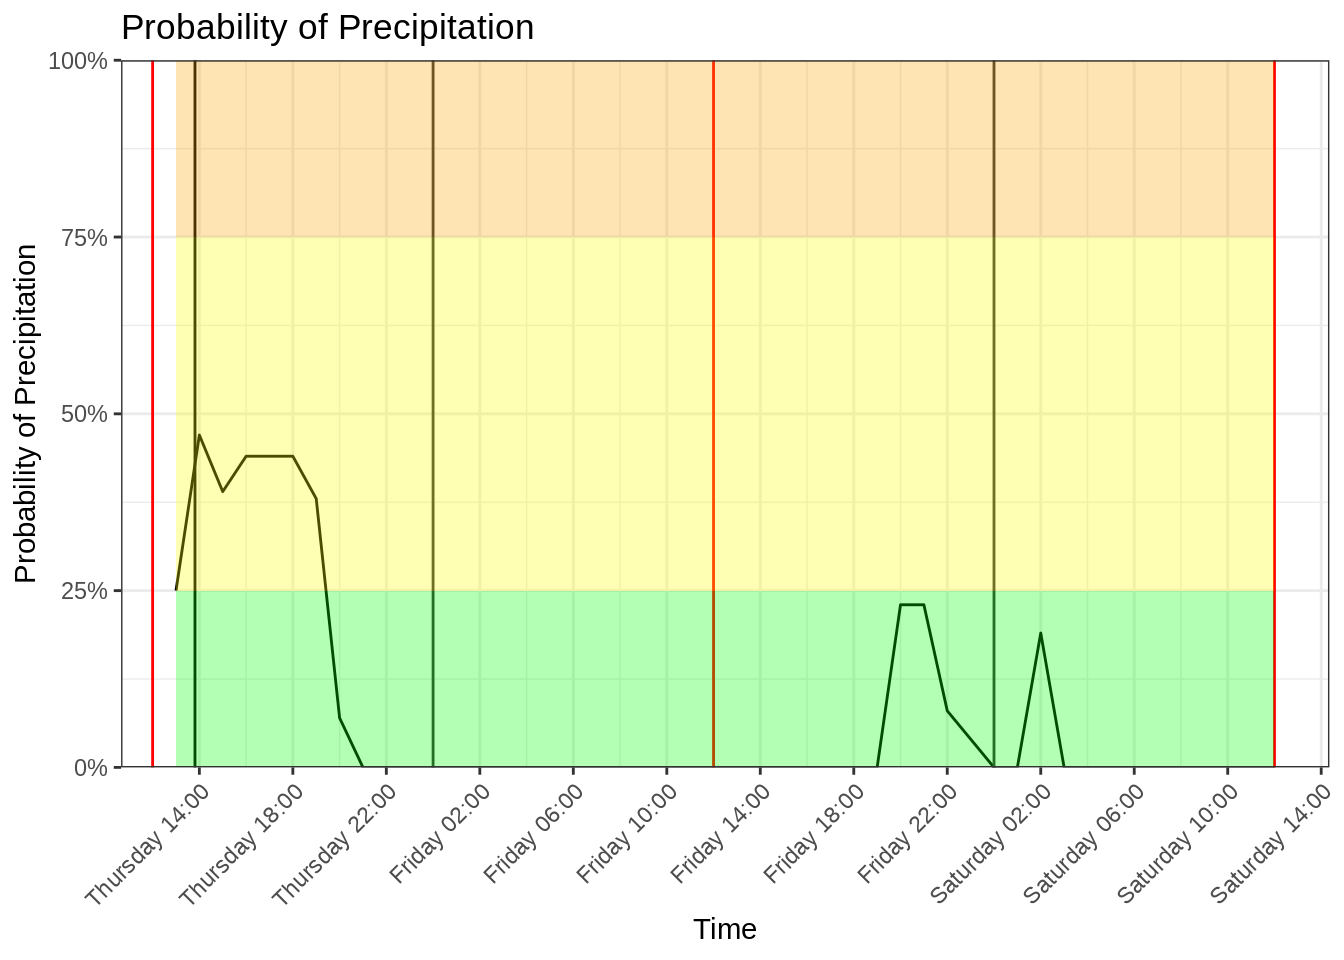 Probability of Precipitation
Probability of Precipitation
100%
75%
50%
25%
0%
Thursday 14:00
Thursday 18:00
Thursday 22:00
Friday 02:00
Friday 06:00
Friday 10:00
Friday 14:00
Friday 18:00
Friday 22:00
Saturday 02:00
Saturday 06:00
Saturday 10:00
Saturday 14:00
Time